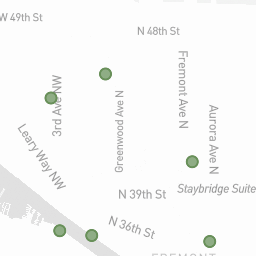 W 49th St
N 48th St
3rd Ave NW
Greenwood Ave N
Fremont Ave N
Aurora Ave N
Leary Way NW
Staybridge Suite
N 39th St
N 36th St
FREMONT